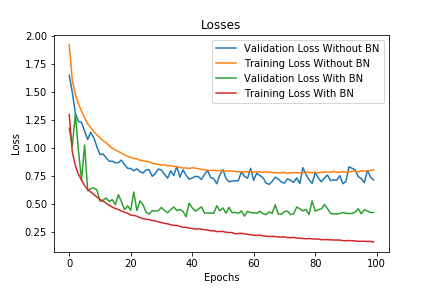 Losses
2.00
1.75
1.50
1.25
1.00
0.75
0.50
0.25
Loss
Validation Loss Without BN
Training Loss Without BN
Validation Loss With BN
Training Loss With BN
0 20 40 60 80 100
Epochs